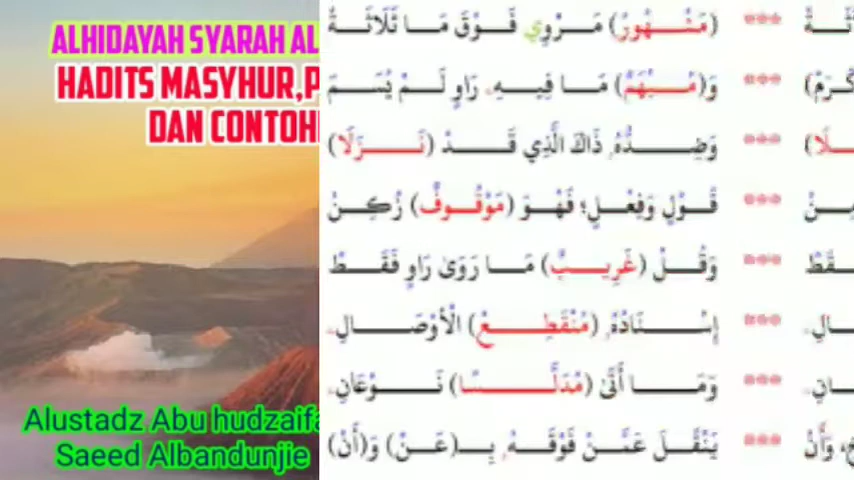 ALHIDAYAH SYARAH AL
HADITS MASYHUR,P
DAN CONTOH
Alustadz Abu hudzaifa
Saeed Albandunjie
(مَشْهُورُ) مَرْوِي فَوْقَ مَا ثَلَاثَةْ
وَ(مُبْهَمٌ) مَا فِيهِ رَاوٍ لَمْ يُسَمْ
وَضِدُّهُ ذَاكَ الَّذِي قَدْ (نَزَلَا)
قَوْلٍ وَفِعْلٍ؛ فَهْوَ (مَوْقُوفٌ) زُكِنْ
وَقُلْ (غَرِيبٌ) مَا رَوَىٰ رَاوٍ فَقَطْ
إِسْنَادُهُ (مُنْقَطِعُ) الْأَوْصَالِ
وَمَا أَتَىٰ (مُدَلَّسًا) نَوْعَانِ
يَنْقُلَ عَمَّنْ فَوْقَهُ بِـ(عَنْ) وَ(أَنْ)